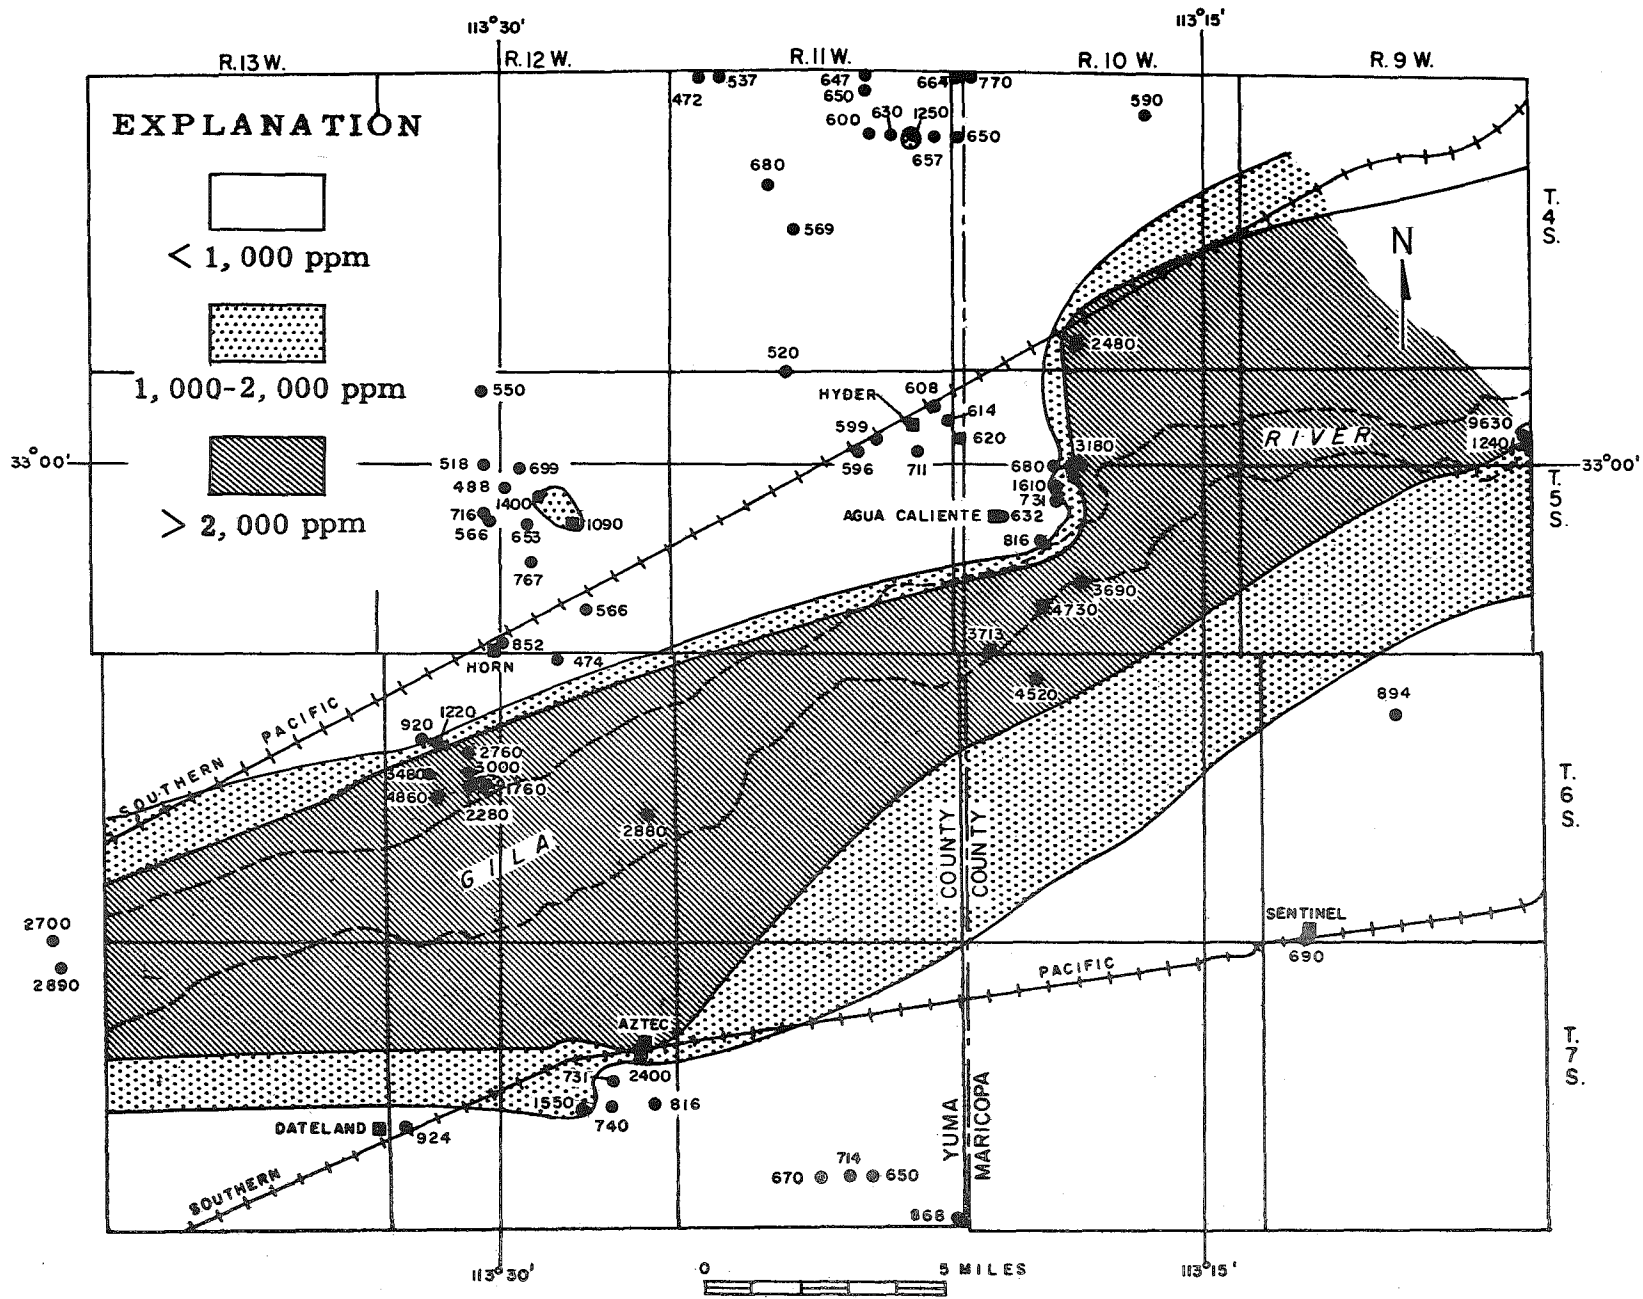 113°30'
113°15'
R.13 W.
R.12 W.
R.11 W.
R.10 W.
R.9 W.
472
537
647
650
664
770
590
600
630
1250
657
650
EXPLANATION
< 1,000 ppm
1,000-2,000 ppm
> 2,000 ppm
680
569
T.
4
S.
N
2480
520
550
HYDER
608
614
620
599
596
711
RIVER
9630
1240
33°00'
33°00'
518
699
488
1400
1090
716
566
653
767
566
3180
680
1610
731
AGUA CALIENTE
632
816
T.
5
S.
3690
4730
3713
4520
852
HORN
474
894
SOUTHERN PACIFIC
920
1220
2760
3480
3000
4860
1760
2280
2880
GILA
COUNTY
COUNTY
T.
6
S.
2700
2890
SENTINEL
690
PACIFIC
AZTEC
2400
731
1550
740
816
T.
7
S.
DATELAND
924
SOUTHERN
YUMA
MARICOPA
670
714
650
868
113°30'
0
5 MILES
113°15'